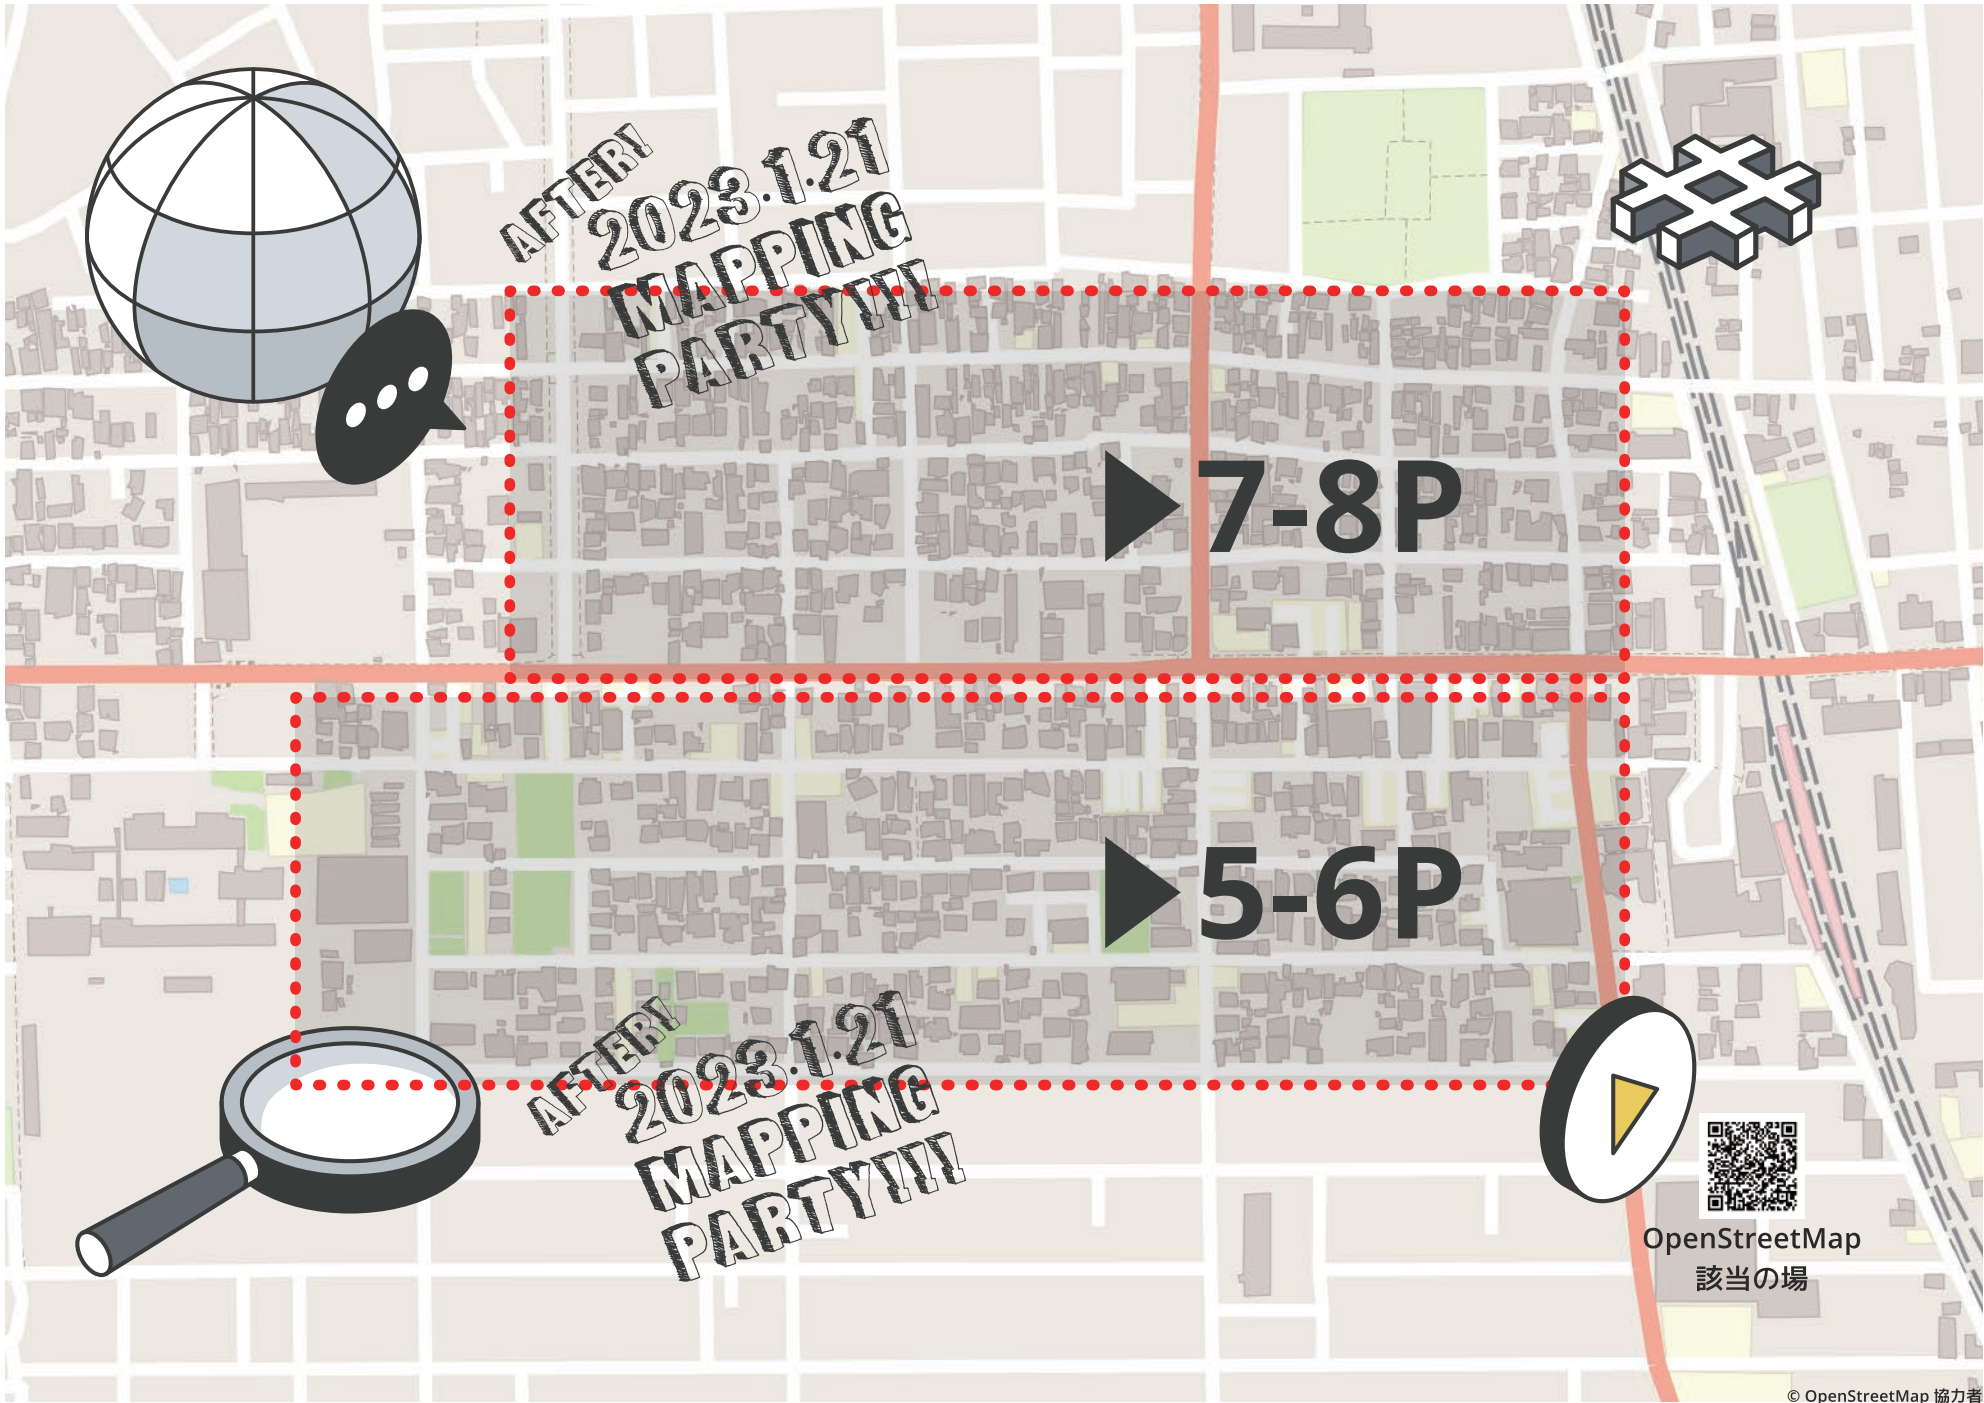 AFTER!
2023.1.21
MAPPING
PARTY!!!
▶7-8P
▶5-6P
AFTER!
2023.1.21
MAPPING
PARTY!!!
OpenStreetMap
該当の場
© OpenStreetMap 協力者